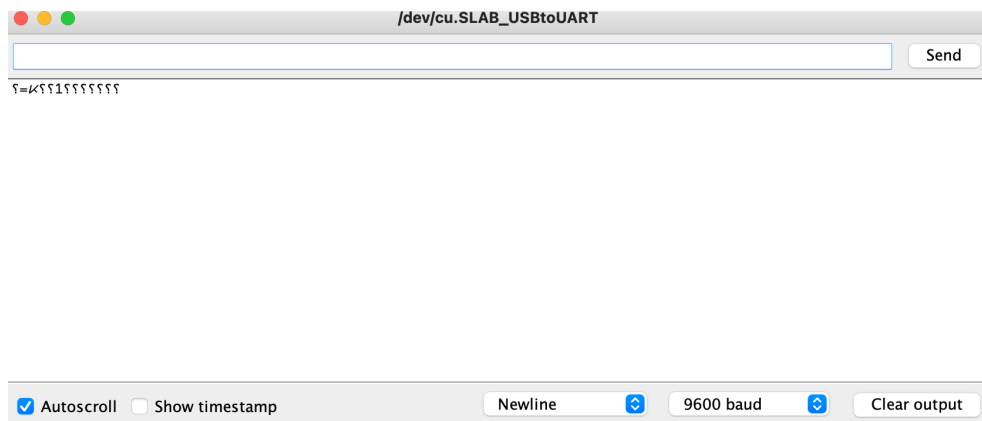 /dev/cu.SLAB_USBtoUART
Send
⸮=ԟ⸮⸮1⸮⸮⸮⸮⸮⸮⸮
Autoscroll Show timestamp Newline 9600 baud Clear output